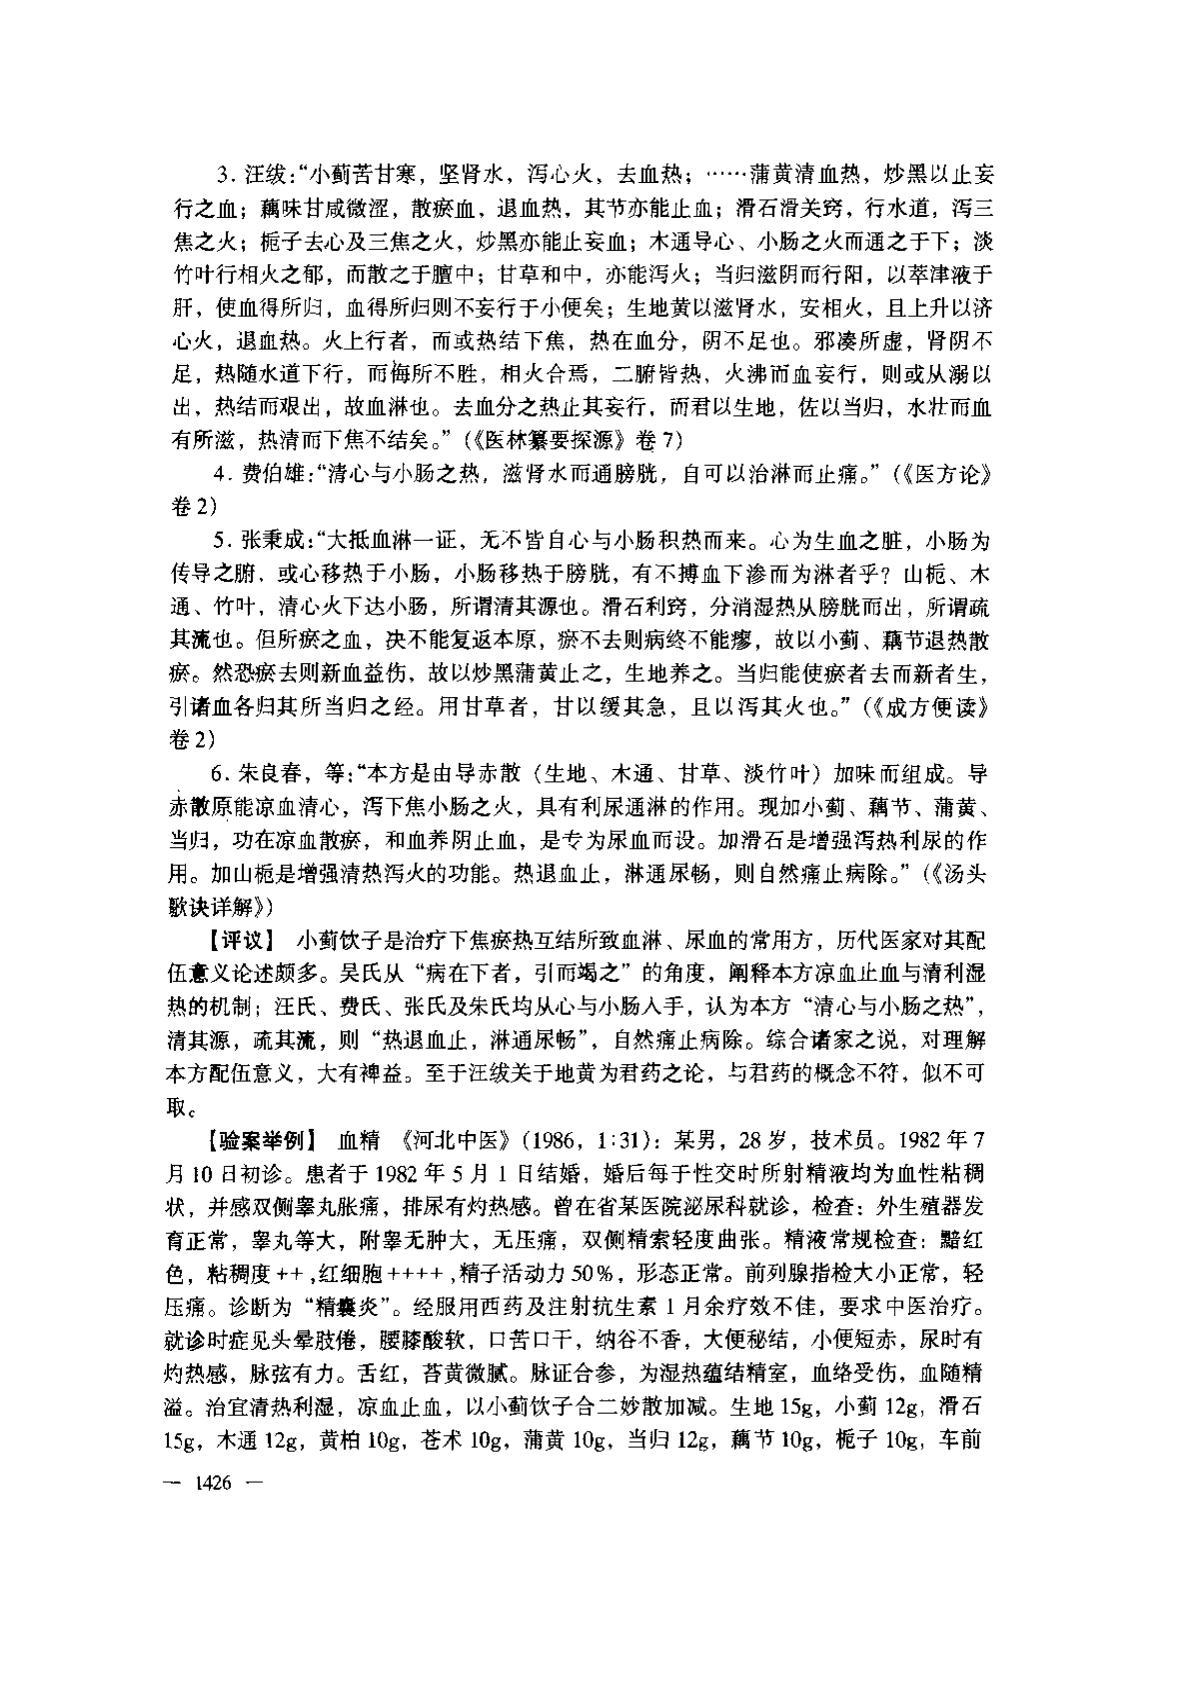 3. 汪绂：“小蓟苦甘寒，坚肾水，泻心火，去血热；……蒲黄清血热，炒黑以止妄
行之血；藕味甘咸微涩，散瘀血，退血热，其节亦能止血；滑石滑关窍，行水道，泻三
焦之火；栀子去心及三焦之火，炒黑亦能止妄血；木通导心、小肠之火而通之于下；淡
竹叶行相火之郁，而散之于膻中；甘草和中，亦能泻火；当归滋阴而行阳，以萃津液于
肝，使血得所归，血得所归则不妄行于小便矣；生地黄以滋肾水，安相火，且上升以济
心火，退血热。火上行者，而或热结下焦，热在血分，阴不足也。邪凑所虚，肾阴不
足，热随水道下行，而侮所不胜，相火合焉，二腑皆热，火沸而血妄行，则或从溺以
出，热结而艰出，故血淋也。去血分之热止其妄行，而君以生地，佐以当归，水壮而血
有所滋，热清而下焦不结矣。”（《医林纂要探源》卷 7）
4. 费伯雄：“清心与小肠之热，滋肾水而通膀胱，自可以治淋而止痛。”（《医方论》
卷 2）
5. 张秉成：“大抵血淋一证，无不皆自心与小肠积热而来。心为生血之脏，小肠为
传导之腑，或心移热于小肠，小肠移热于膀胱，有不搏血下渗而为淋者乎？山栀、木
通、竹叶，清心火下达小肠，所谓清其源也。滑石利窍，分消湿热从膀胱而出，所谓疏
其流也。但所瘀之血，决不能复返本原，瘀不去则病终不能瘳，故以小蓟、藕节退热散
瘀。然恐瘀去则新血益伤，故以炒黑蒲黄止之，生地养之。当归能使瘀者去而新者生，
引诸血各归其所当归之经。用甘草者，甘以缓其急，且以泻其火也。”（《成方便读》
卷 2）
6. 朱良春，等：“本方是由导赤散（生地、木通、甘草、淡竹叶）加味而组成。导
赤散原能凉血清心，泻下焦小肠之火，具有利尿通淋的作用。现加小蓟、藕节、蒲黄、
当归，功在凉血散瘀，和血养阴止血，是专为尿血而设。加滑石是增强泻热利尿的作
用。加山栀是增强清热泻火的功能。热退血止，淋通尿畅，则自然痛止病除。”（《汤头
歌诀详解》）
【评议】 小蓟饮子是治疗下焦瘀热互结所致血淋、尿血的常用方，历代医家对其配
伍意义论述颇多。吴氏从“病在下者，引而竭之”的角度，阐释本方凉血止血与清利湿
热的机制；汪氏、费氏、张氏及朱氏均从心与小肠入手，认为本方“清心与小肠之热”，
清其源，疏其流，则“热退血止，淋通尿畅”，自然痛止病除。综合诸家之说，对理解
本方配伍意义，大有裨益。至于汪绂关于地黄为君药之论，与君药的概念不符，似不可
取。
【验案举例】 血精 《河北中医》（1986，1:31）：某男，28 岁，技术员。1982 年 7
月 10 日初诊。患者于 1982 年 5 月 1 日结婚，婚后每于性交时所射精液均为血性粘稠
状，并感双侧睾丸胀痛，排尿有灼热感。曾在省某医院泌尿科就诊，检查：外生殖器发
育正常，睾丸等大，附睾无肿大，无压痛，双侧精索轻度曲张。精液常规检查：黯红
色，粘稠度++，红细胞++++，精子活动力 50%，形态正常。前列腺指检大小正常，轻
压痛。诊断为“精囊炎”。经服用西药及注射抗生素 1 月余疗效不佳，要求中医治疗。
就诊时症见头晕肢倦，腰膝酸软，口苦口干，纳谷不香，大便秘结，小便短赤，尿时有
灼热感，脉弦有力。舌红，苔黄微腻。脉证合参，为湿热蕴结精室，血络受伤，血随精
溢。治宜清热利湿，凉血止血，以小蓟饮子合二妙散加减。生地 15g，小蓟 12g，滑石
15g，木通 12g，黄柏 10g，苍术 10g，蒲黄 10g，当归 12g，藕节 10g，栀子 10g，车前
— 1426 —